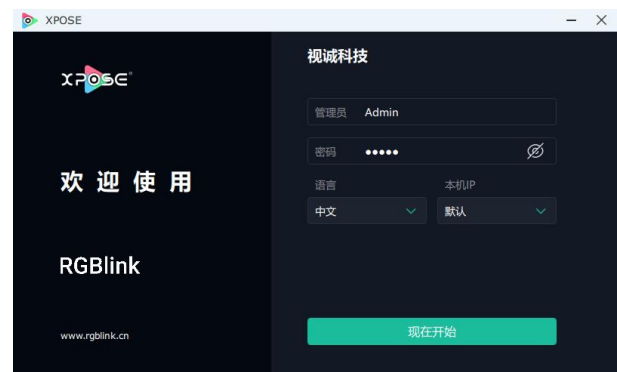 XPOSE
XPOSE
欢迎使用
RGBlink
www.rgblink.cn
视诚科技
管理员 Admin
密码 •••••
语言 本机IP
中文 默认
现在开始